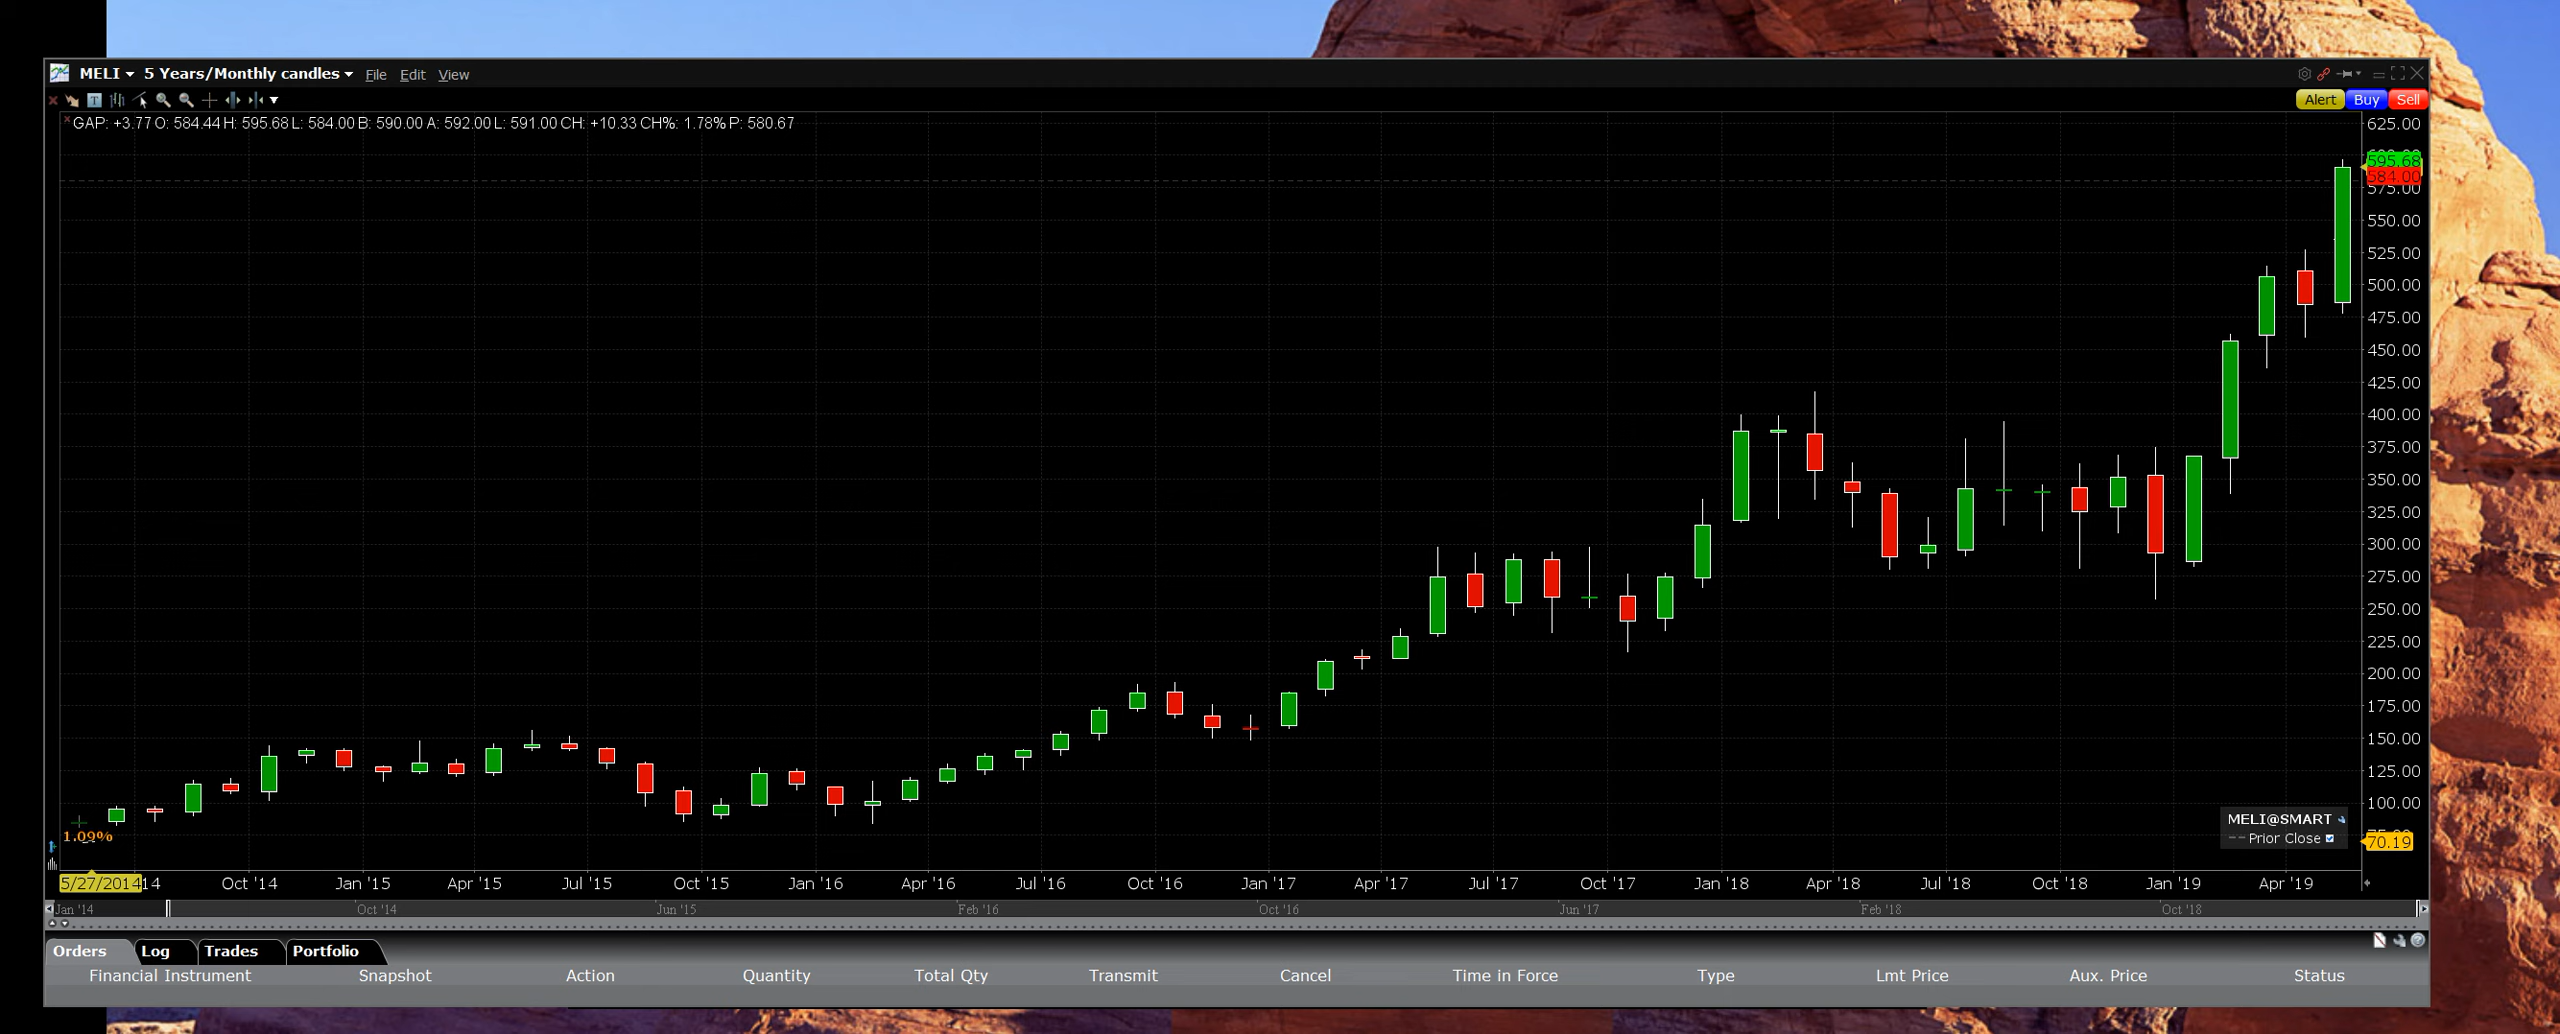 MELI 5 Years/Monthly candles File Edit View
Alert Buy Sell
GAP: +3.77 O: 584.44 H: 595.68 L: 584.00 B: 590.00 A: 592.00 L: 591.00 CH: +10.33 CH%: 1.78% P: 580.67
625.00
595.68
584.00
575.00
550.00
525.00
500.00
475.00
450.00
425.00
400.00
375.00
350.00
325.00
300.00
275.00
250.00
225.00
200.00
175.00
150.00
125.00
100.00
MELI@SMART
Prior Close
70.19
1.09%
5/27/2014 14 Oct '14 Jan '15 Apr '15 Jul '15 Oct '15 Jan '16 Apr '16 Jul '16 Oct '16 Jan '17 Apr '17 Jul '17 Oct '17 Jan '18 Apr '18 Jul '18 Oct '18 Jan '19 Apr '19
Jan '14 Oct '14 Jun '15 Feb '16 Oct '16 Jun '17 Feb '18 Oct '18
Orders Log Trades Portfolio
Financial Instrument Snapshot Action Quantity Total Qty Transmit Cancel Time in Force Type Lmt Price Aux. Price Status